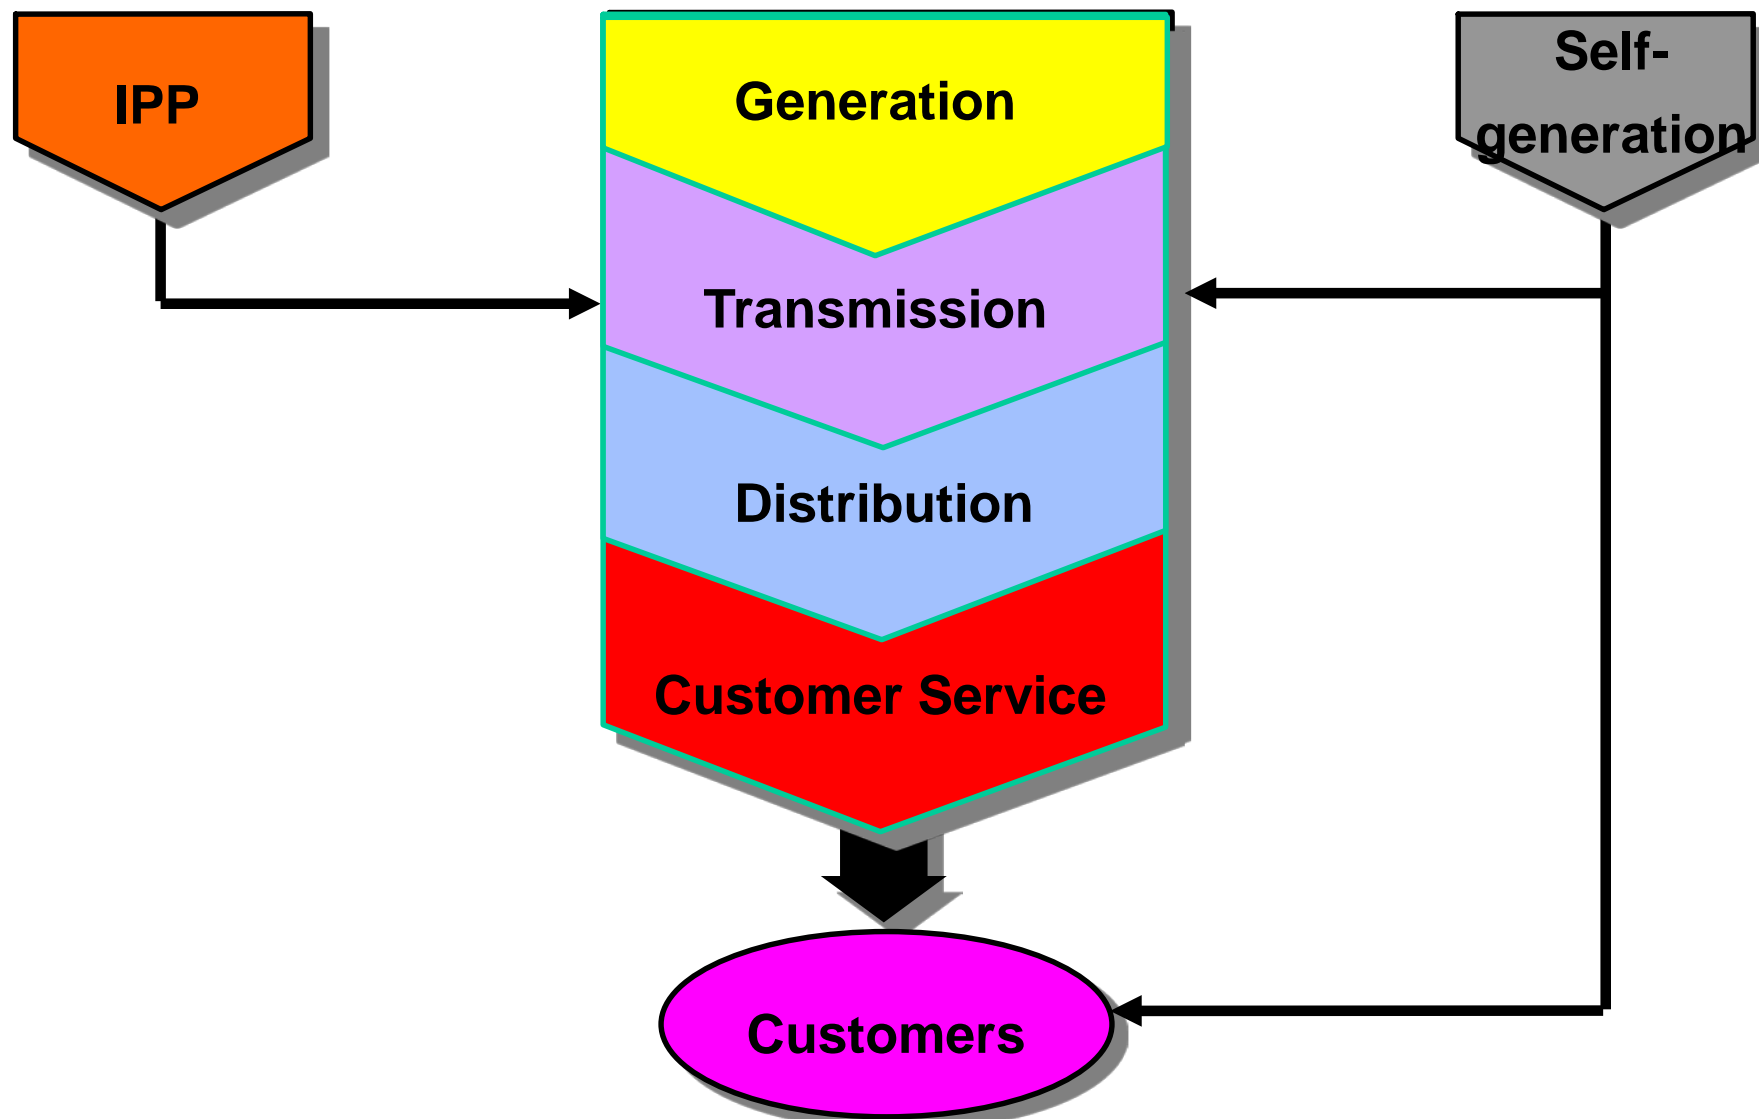 IPP
Generation
Self-
generation
Transmission
Distribution
Customer Service
Customers